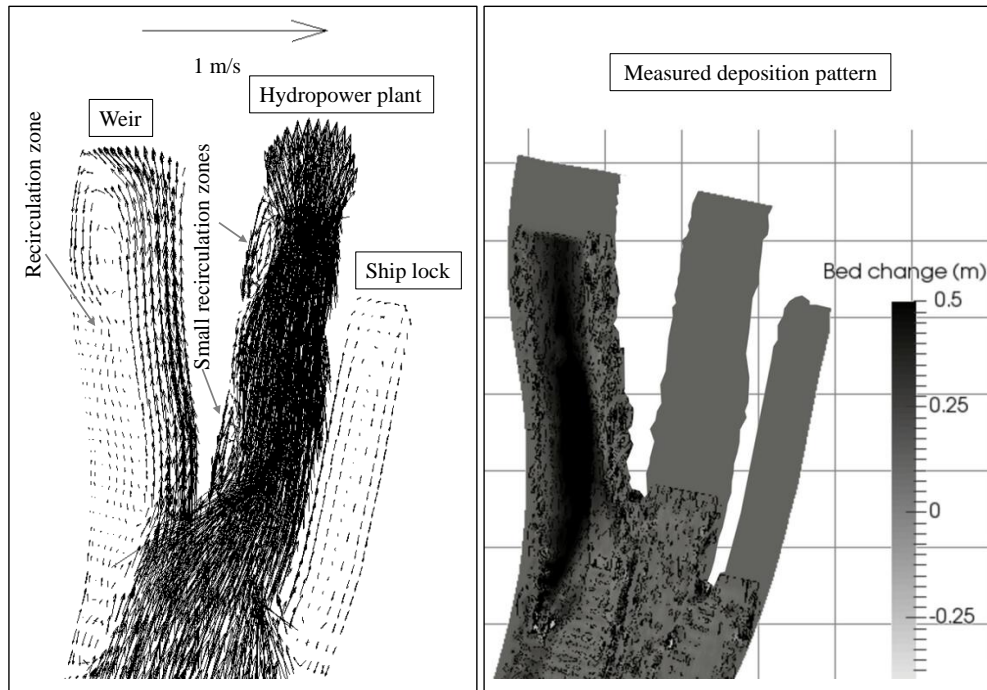 1 m/s
Hydropower plant
Weir
Recirculation zone
Small recirculation zones
Ship lock
Measured deposition pattern
Bed change (m)
0.5
0.25
0
-0.25